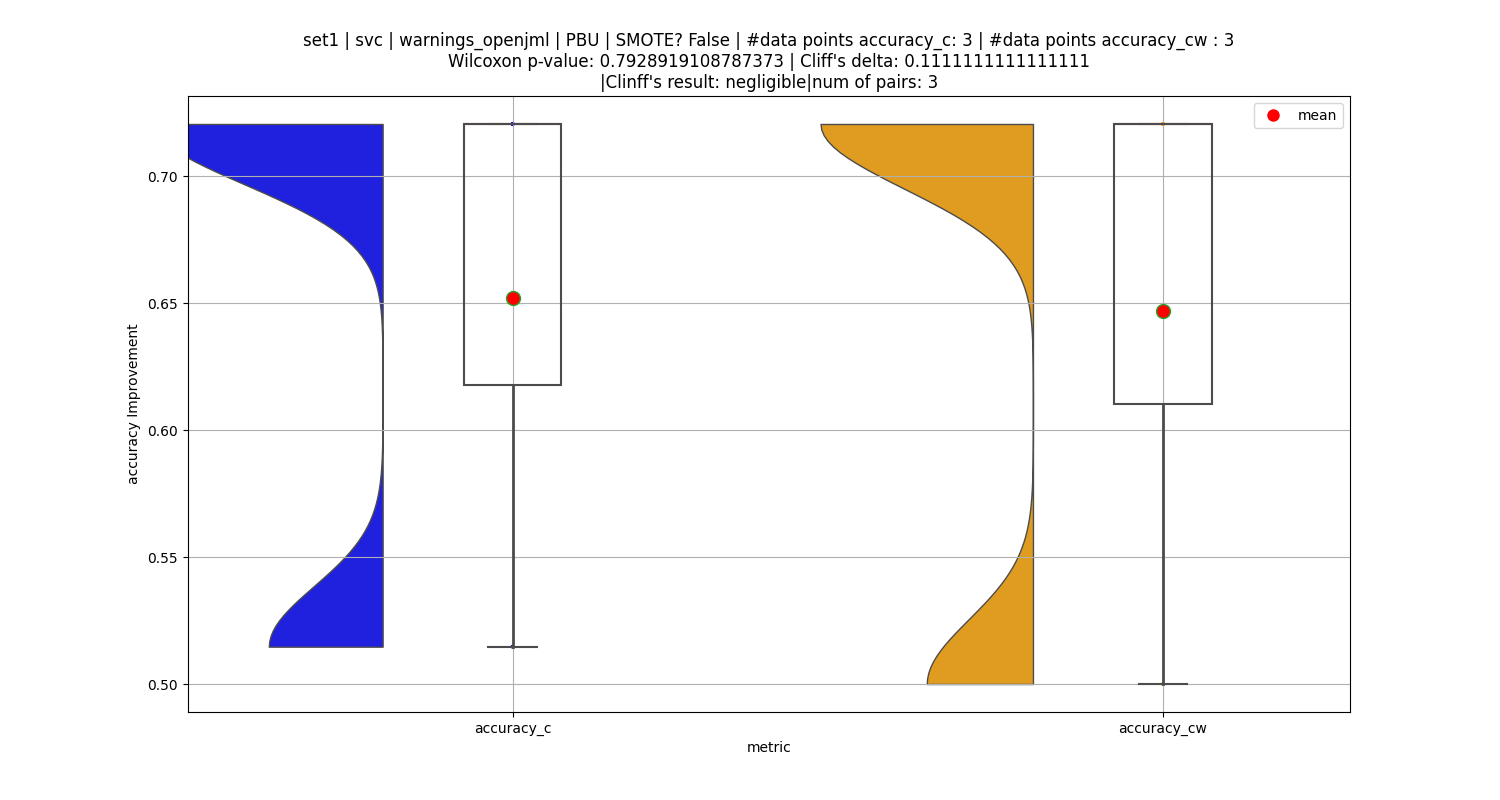 set1 | svc | warnings_openjml | PBU | SMOTE? False | #data points accuracy_c: 3 | #data points accuracy_cw : 3
Wilcoxon p-value: 0.7928919108787373 | Cliff's delta: 0.1111111111111111
|Clinff's result: negligible|num of pairs: 3
mean
0.70
0.65
0.60
0.55
0.50
accuracy Improvement
accuracy_c
accuracy_cw
metric